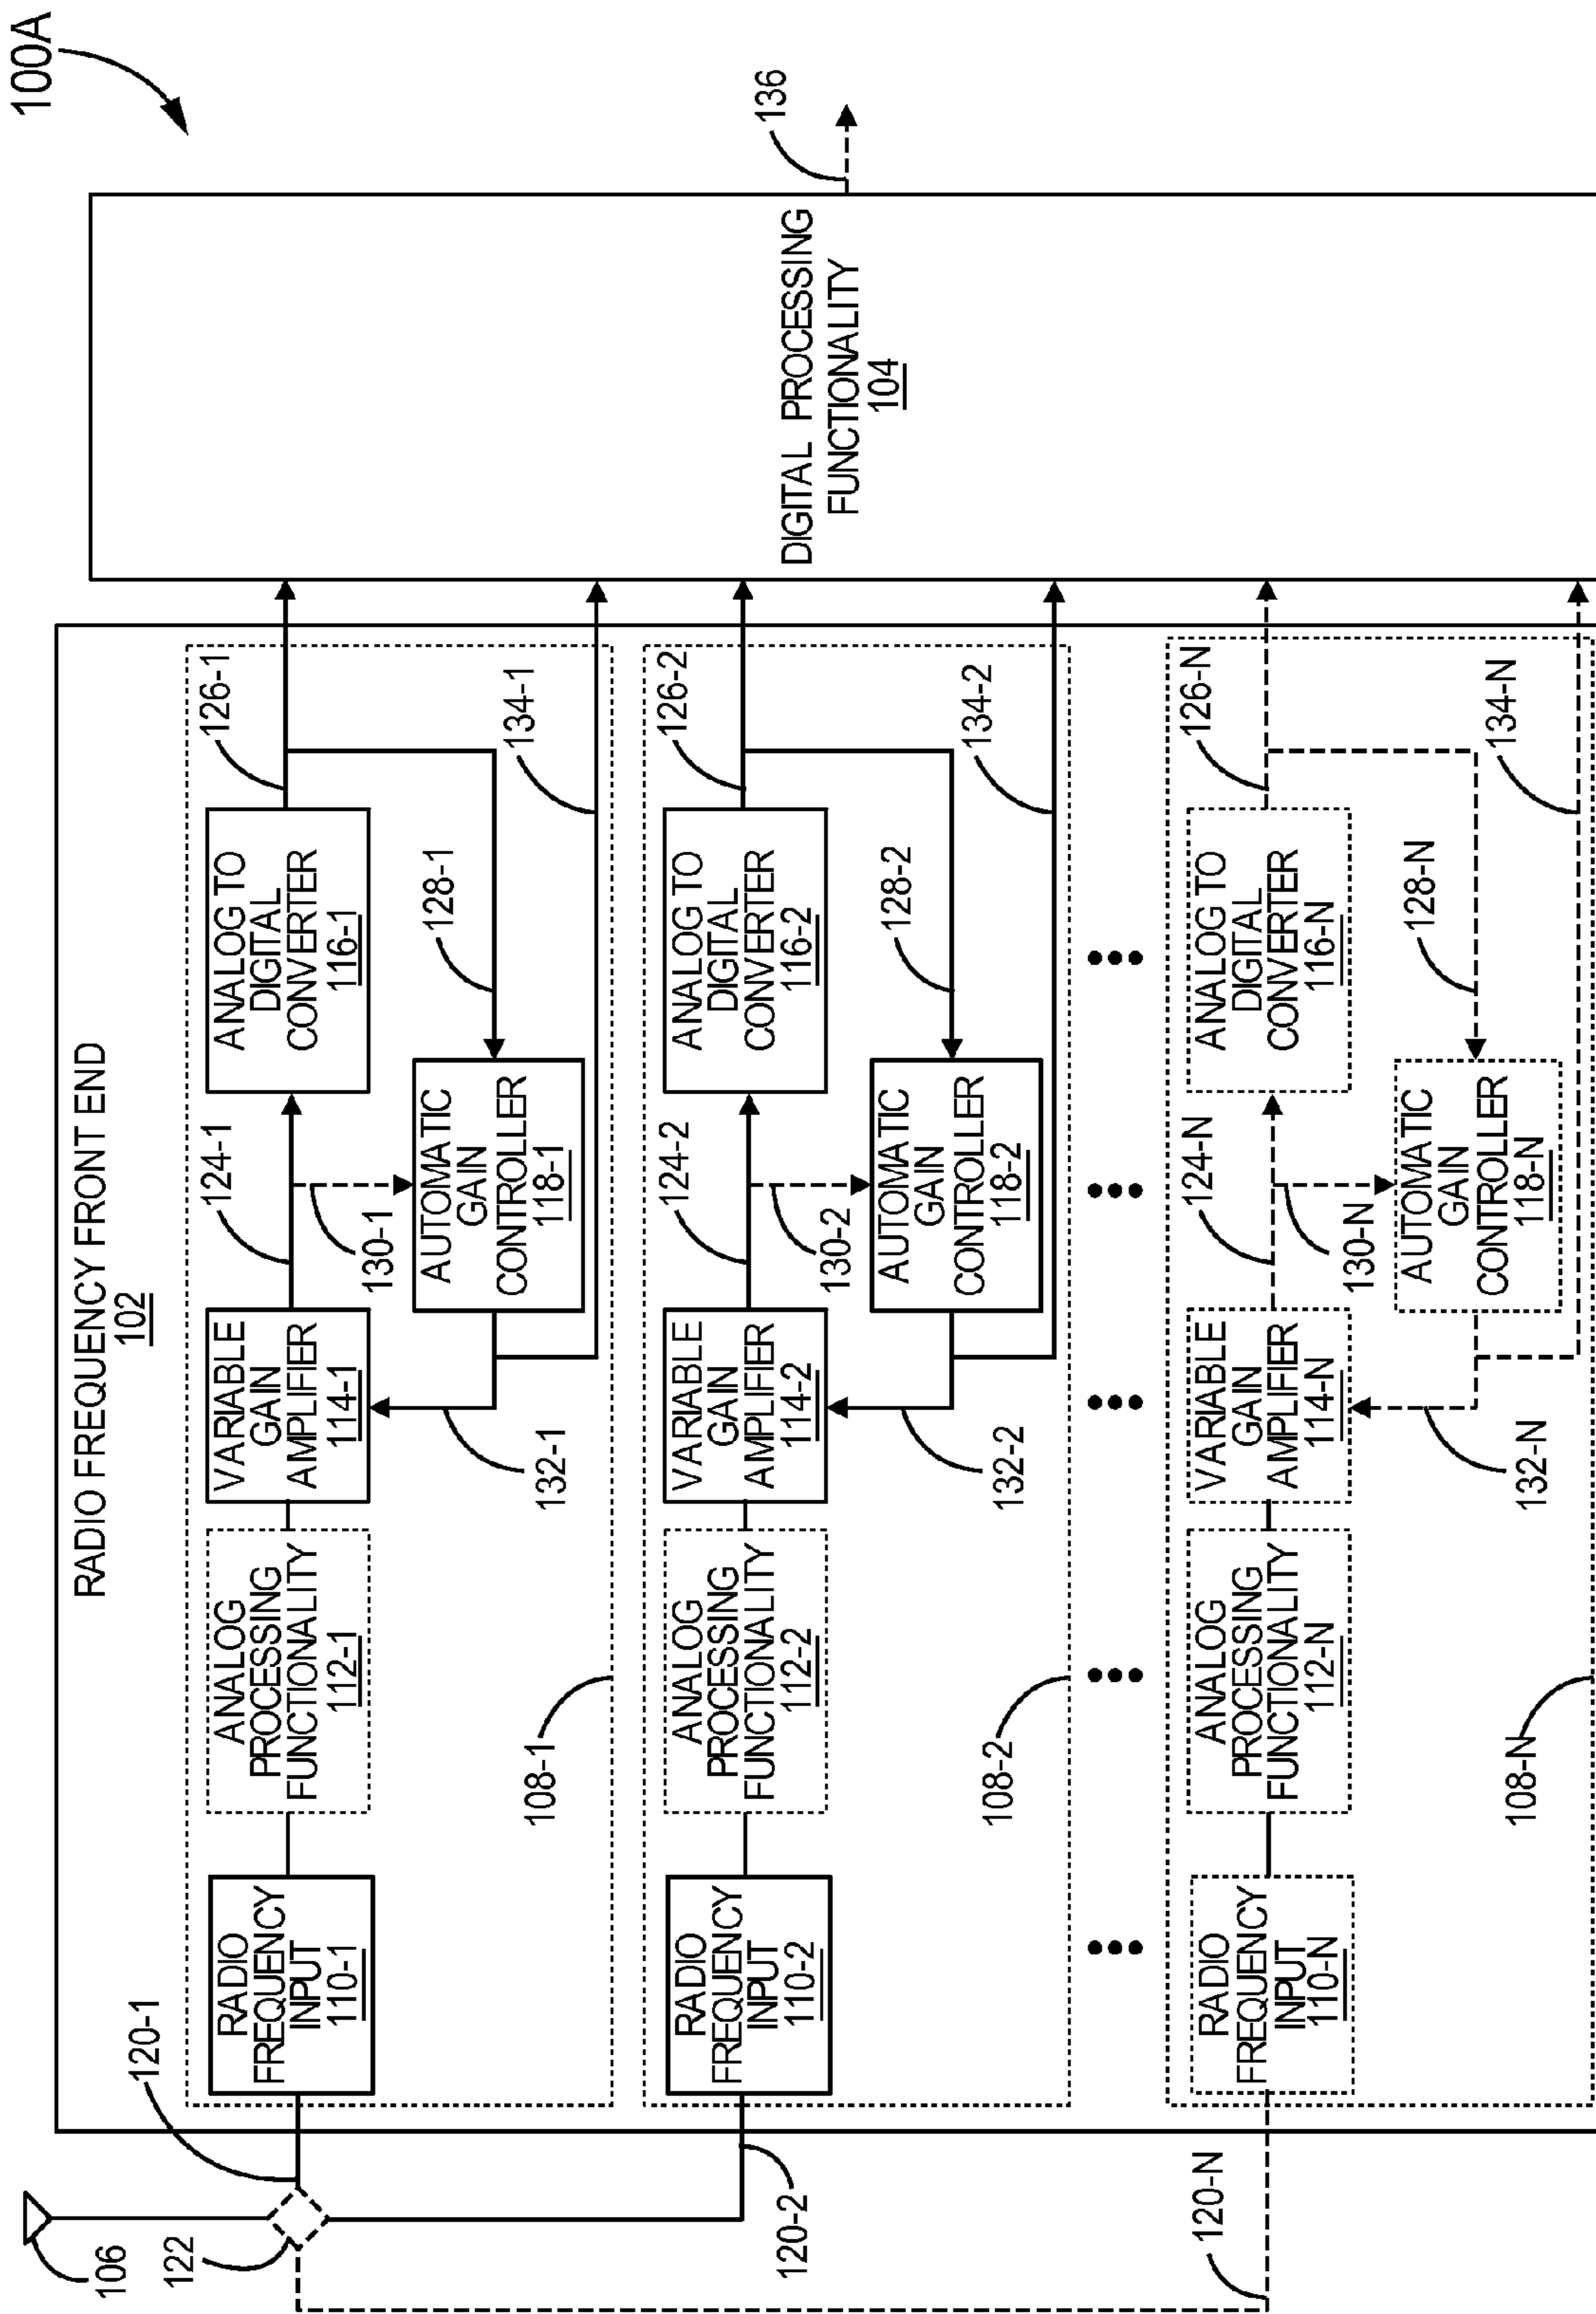 100A
RADIO FREQUENCY FRONT END
102
106
122
120-1
RADIO
FREQUENCY
INPUT
110-1
ANALOG
PROCESSING
FUNCTIONALITY
112-1
VARIABLE
GAIN
AMPLIFIER
114-1
124-1
ANALOG TO
DIGITAL
CONVERTER
116-1
126-1
130-1
128-1
AUTOMATIC
GAIN
CONTROLLER
118-1
132-1
134-1
108-1
120-2
RADIO
FREQUENCY
INPUT
110-2
ANALOG
PROCESSING
FUNCTIONALITY
112-2
VARIABLE
GAIN
AMPLIFIER
114-2
124-2
ANALOG TO
DIGITAL
CONVERTER
116-2
126-2
130-2
128-2
AUTOMATIC
GAIN
CONTROLLER
118-2
132-2
134-2
108-2
120-N
RADIO
FREQUENCY
INPUT
110-N
ANALOG
PROCESSING
FUNCTIONALITY
112-N
VARIABLE
GAIN
AMPLIFIER
114-N
124-N
ANALOG TO
DIGITAL
CONVERTER
116-N
126-N
130-N
128-N
AUTOMATIC
GAIN
CONTROLLER
118-N
132-N
134-N
108-N
DIGITAL PROCESSING
FUNCTIONALITY
104
136